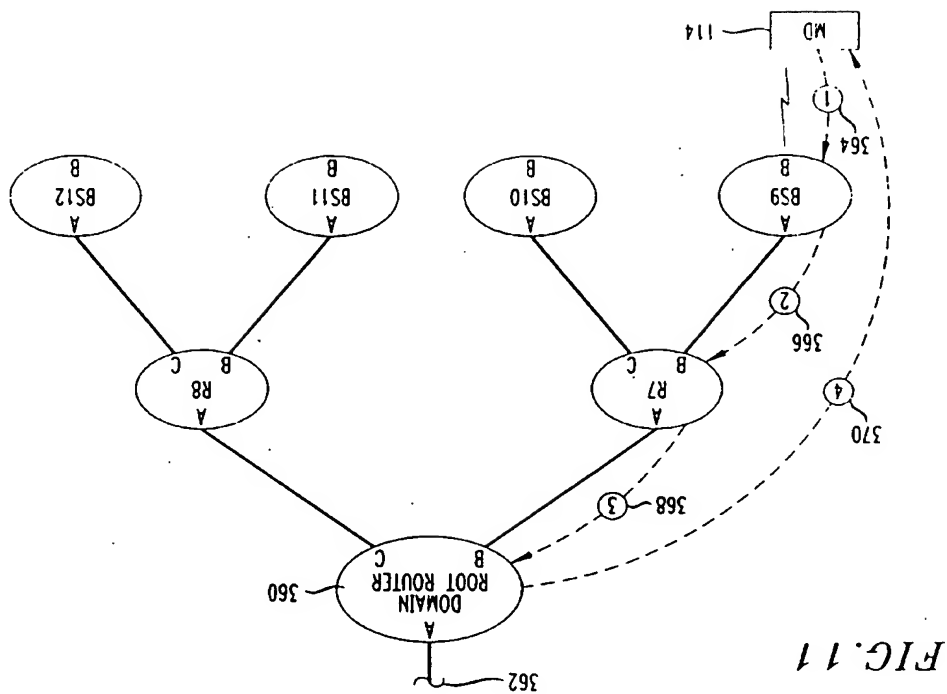 FIG. 11
362
A
DOMAIN
ROOT ROUTER
360
B
C
3
368
370
4
A
R7
B
C
A
R8
B
C
366
2
A
BS9
B
A
BS10
B
A
BS11
B
A
BS12
B
364
1
MD
114